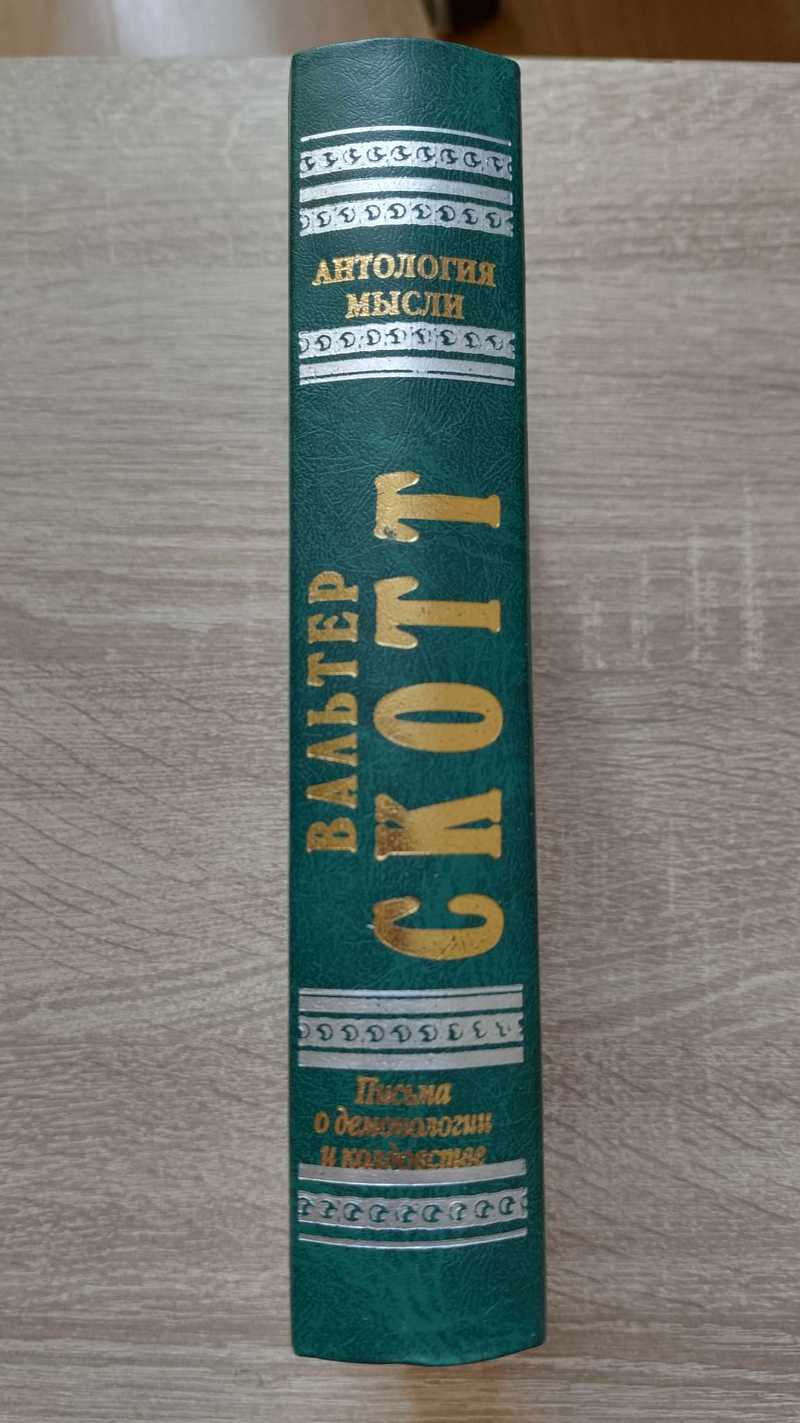 АНТОЛОГИЯ
МЫСЛИ
ВАЛЬТЕР
СКОТТ
Письма
о демонологии
и колдовстве